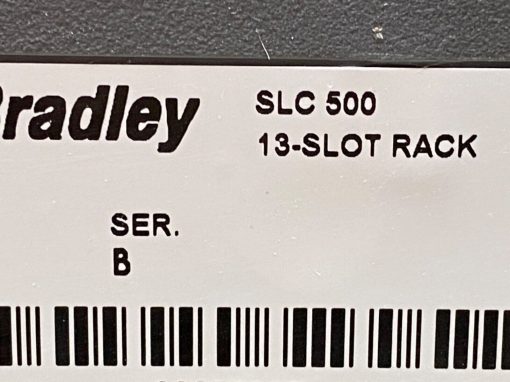 Bradley SLC 500
13-SLOT RACK
SER.
B